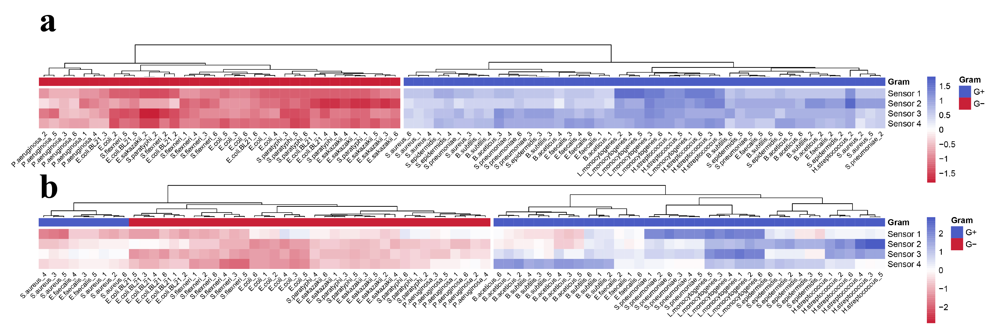 a
Gram
Sensor 1
Sensor 2
Sensor 3
Sensor 4
P.aeruginosa_2
P.aeruginosa_5
P.aeruginosa_3
P.aeruginosa_6
P.aeruginosa_1
P.aeruginosa_4
E.coli.BL21_3
E.coli_2
S.flexneri_5
E.coli.BL21_5
E.sakazakii_2
S.paratyphi_2
S.flexneri_2
E.coli.BL21_2
S.flexneri_1
S.flexneri_4
S.flexneri_3
S.flexneri_6
E.coli_5
E.coli_3
E.coli_6
E.coli.BL21_6
E.coli_1
E.coli_4
S.paratyphi_3
S.paratyphi_5
S.paratyphi_6
E.coli.BL21_1
E.coli.BL21_4
S.paratyphi_4
E.sakazakii_4
E.sakazakii_1
S.paratyphi_1
E.sakazakii_5
E.sakazakii_3
E.sakazakii_6
S.aureus_6
S.aureus_1
S.aureus_4
S.epidermidis_1
S.epidermidis_4
S.pneumoniae_1
S.aureus_3
B.subtilis_1
B.subtilis_4
B.aceticus_3
S.pneumoniae_4
S.pneumoniae_6
S.pneumoniae_3
S.epidermidis_3
B.subtilis_3
B.aceticus_4
E.faecalis_3
E.faecalis_4
E.faecalis_6
E.faecalis_1
B.aceticus_1
L.monocytogenes_2
L.monocytogenes_4
L.monocytogenes_5
L.monocytogenes_3
L.monocytogenes_6
H.streptococcus_1
H.streptococcus_5
L.monocytogenes_1
H.streptococcus_6
H.streptococcus_3
H.streptococcus_4
B.subtilis_6
S.epidermidis_5
S.pneumoniae_5
E.faecalis_5
B.subtilis_5
S.epidermidis_6
B.aceticus_5
B.aceticus_6
B.subtilis_2
B.aceticus_2
E.faecalis_2
S.epidermidis_2
H.streptococcus_2
S.aureus_2
S.aureus_5
S.pneumoniae_2
1.5
1
0.5
0
−0.5
−1
−1.5
Gram
G+
G−
b
Gram
Sensor 1
Sensor 2
Sensor 3
Sensor 4
S.aureus_4
S.aureus_3
S.aureus_5
E.faecalis_4
E.faecalis_3
E.faecalis_5
S.aureus_1
S.aureus_2
S.aureus_6
E.coli.BL21_5
E.coli.BL21_3
E.coli.BL21_4
E.coli.BL21_6
E.coli.BL21_1
E.coli.BL21_2
S.flexneri_1
S.flexneri_2
S.flexneri_6
S.flexneri_4
S.flexneri_3
S.flexneri_5
E.coli_6
E.coli_1
E.coli_2
E.coli_4
E.coli_3
E.coli_5
S.paratyphi_4
E.sakazakii_6
E.sakazakii_1
S.paratyphi_3
S.paratyphi_5
E.sakazakii_3
E.sakazakii_5
E.sakazakii_2
E.sakazakii_4
S.paratyphi_6
S.paratyphi_1
S.paratyphi_2
P.aeruginosa_3
P.aeruginosa_5
P.aeruginosa_1
P.aeruginosa_6
P.aeruginosa_2
P.aeruginosa_4
B.aceticus_6
B.aceticus_1
B.aceticus_2
B.subtilis_4
B.subtilis_3
B.subtilis_5
B.aceticus_4
B.aceticus_3
B.aceticus_5
B.subtilis_6
B.subtilis_1
B.subtilis_2
E.faecalis_2
E.faecalis_1
E.faecalis_6
S.pneumoniae_1
S.pneumoniae_2
S.pneumoniae_6
S.pneumoniae_3
S.pneumoniae_4
S.pneumoniae_5
L.monocytogenes_5
L.monocytogenes_3
L.monocytogenes_4
L.monocytogenes_1
L.monocytogenes_2
L.monocytogenes_6
S.epidermidis_6
S.epidermidis_1
S.epidermidis_2
S.epidermidis_4
S.epidermidis_3
S.epidermidis_5
H.streptococcus_1
H.streptococcus_2
H.streptococcus_6
H.streptococcus_4
H.streptococcus_3
H.streptococcus_5
2
1
0
−1
−2
Gram
G+
G−